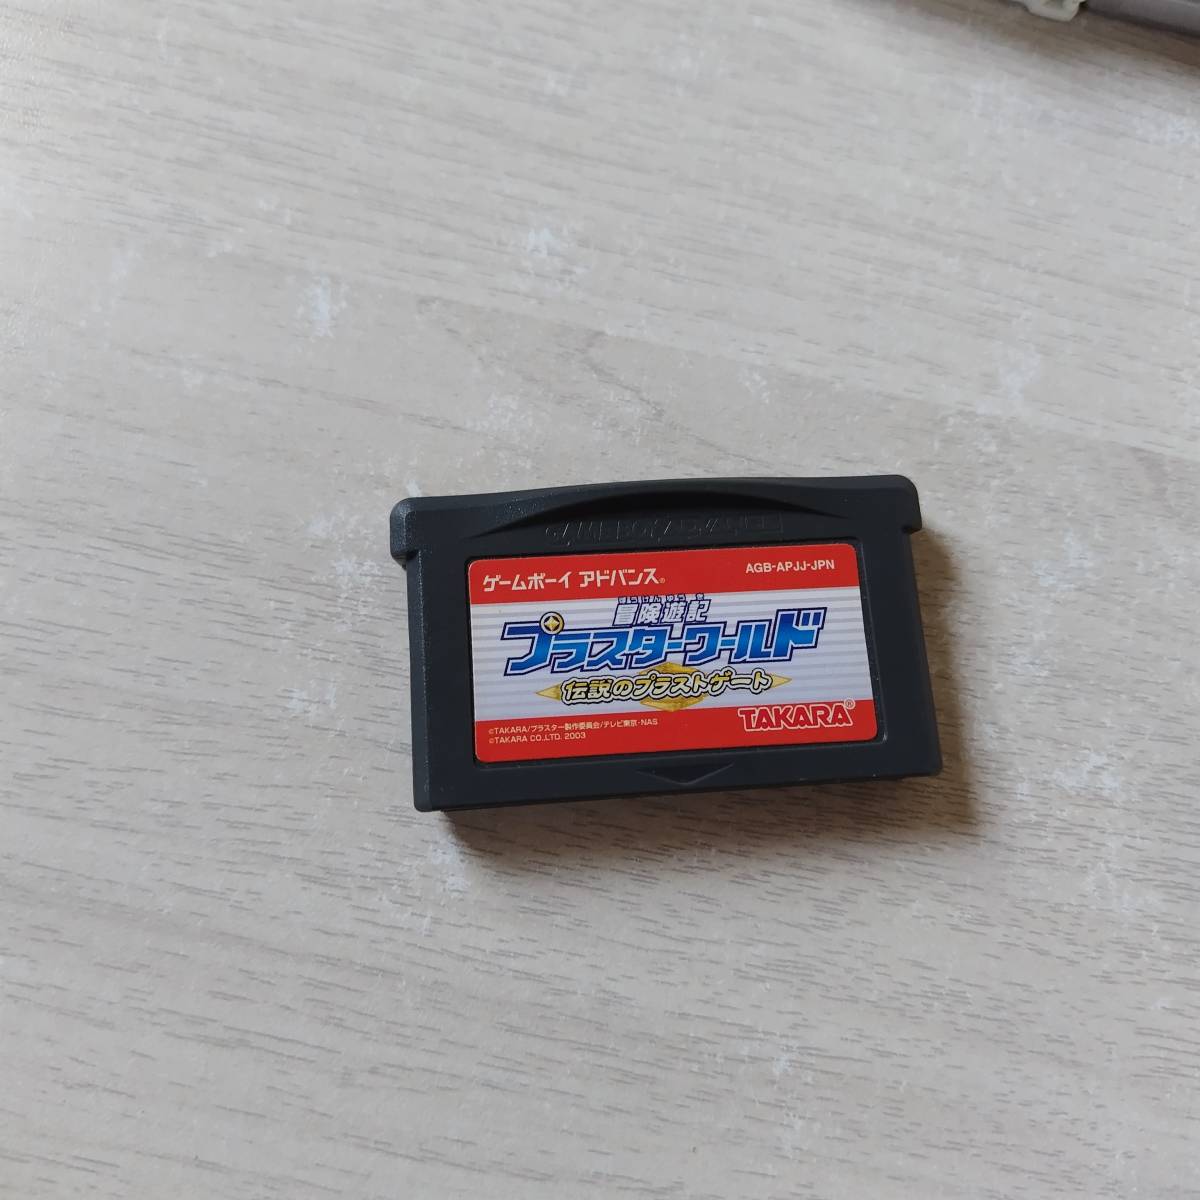 GAME BOY ADVANCE
ゲームボーイ アドバンス®
AGB-APJJ-JPN
冒険遊記
プラスターワールド
伝説のプラストゲート
©TAKARA/プラスター製作委員会/テレビ東京・NAS
©TAKARA CO.,LTD. 2003
TAKARA®